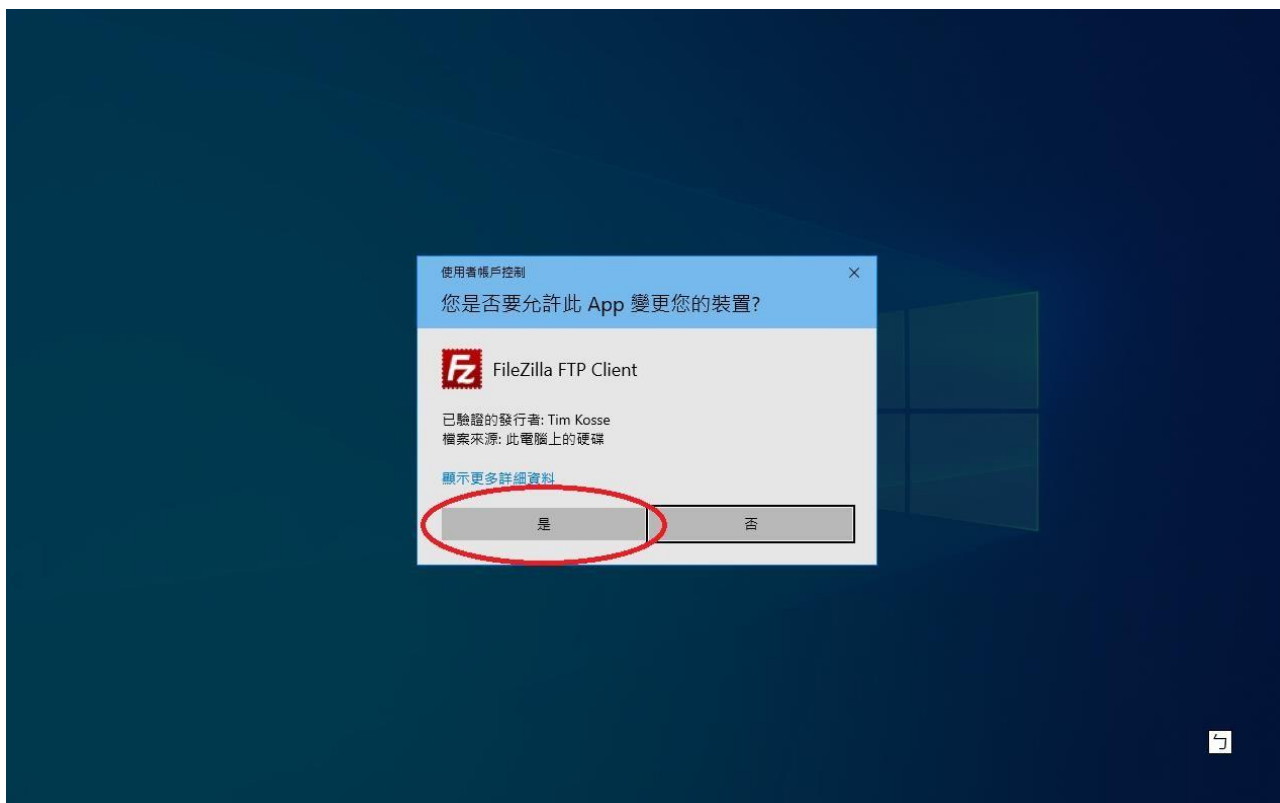 使用者帳戶控制
您是否要允許此 App 變更您的裝置?
FZ
FileZilla FTP Client
已驗證的發行者: Tim Kosse
檔案來源: 此電腦上的硬碟
顯示更多詳細資料
是
否
ㄅ